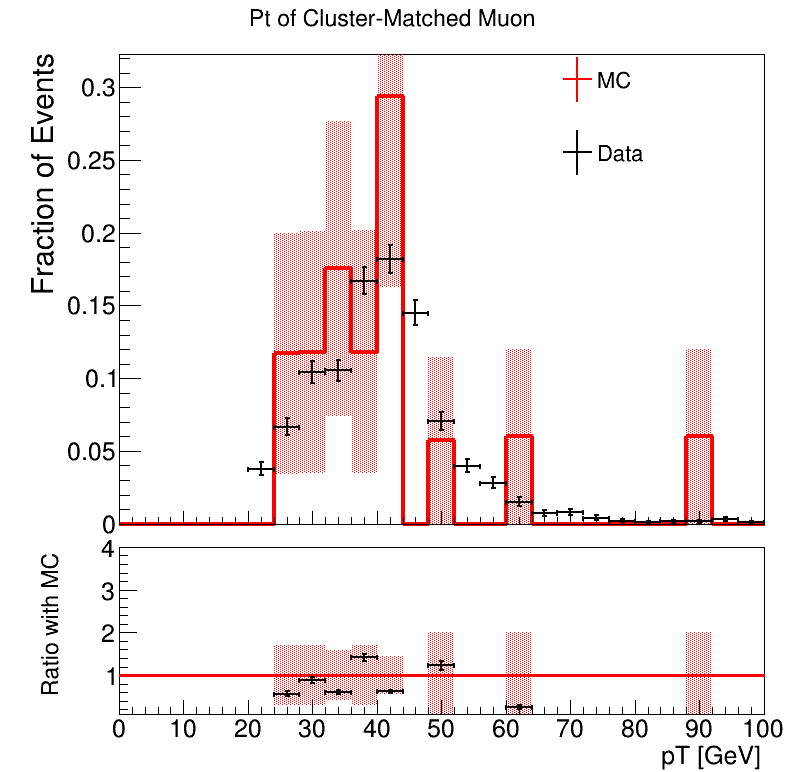 Pt of Cluster-Matched Muon
Fraction of Events
0.3
0.25
0.2
0.15
0.1
0.05
0
MC
Data
Ratio with MC
4
3
2
1
0 10 20 30 40 50 60 70 80 90 100
pT [GeV]